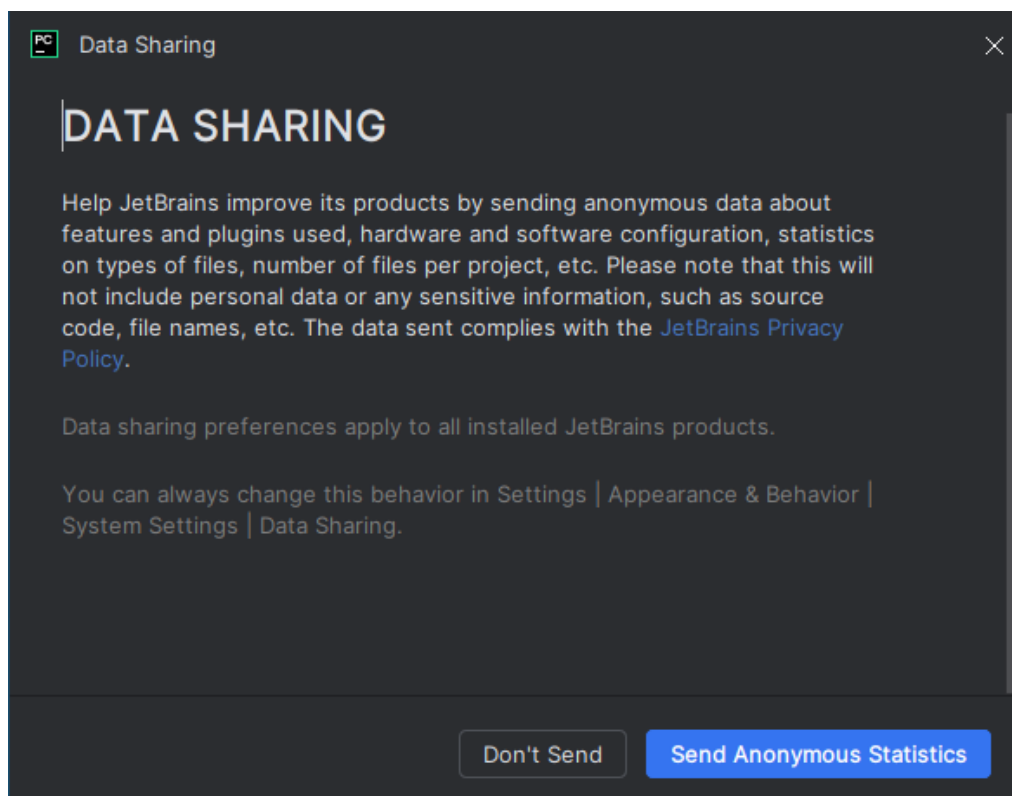 PC
Data Sharing
DATA SHARING
Help JetBrains improve its products by sending anonymous data about
features and plugins used, hardware and software configuration, statistics
on types of files, number of files per project, etc. Please note that this will
not include personal data or any sensitive information, such as source
code, file names, etc. The data sent complies with the JetBrains Privacy
Policy.
Data sharing preferences apply to all installed JetBrains products.
You can always change this behavior in Settings | Appearance & Behavior |
System Settings | Data Sharing.
Don't Send
Send Anonymous Statistics